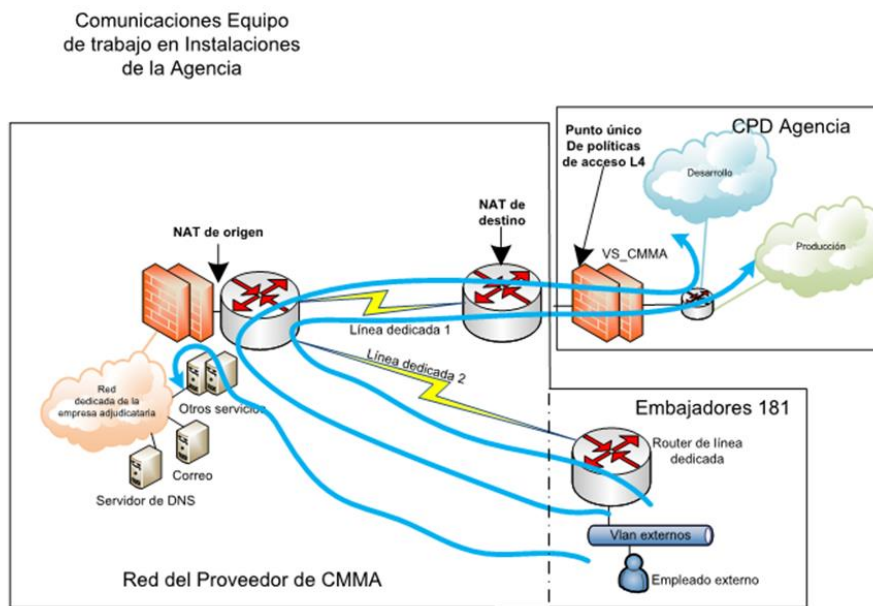 Comunicaciones Equipo
de trabajo en Instalaciones
de la Agencia
CPD Agencia
Punto único
De políticas
de acceso L4
Desarrollo
NAT de
destino
NAT de origen
VS_CMMA
Producción
Línea dedicada 1
Línea dedicada 2
Red
dedicada de la
empresa adjudicataria
Otros servicios
Correo
Servidor de DNS
Embajadores 181
Router de línea
dedicada
Vlan externos
Empleado externo
Red del Proveedor de CMMA